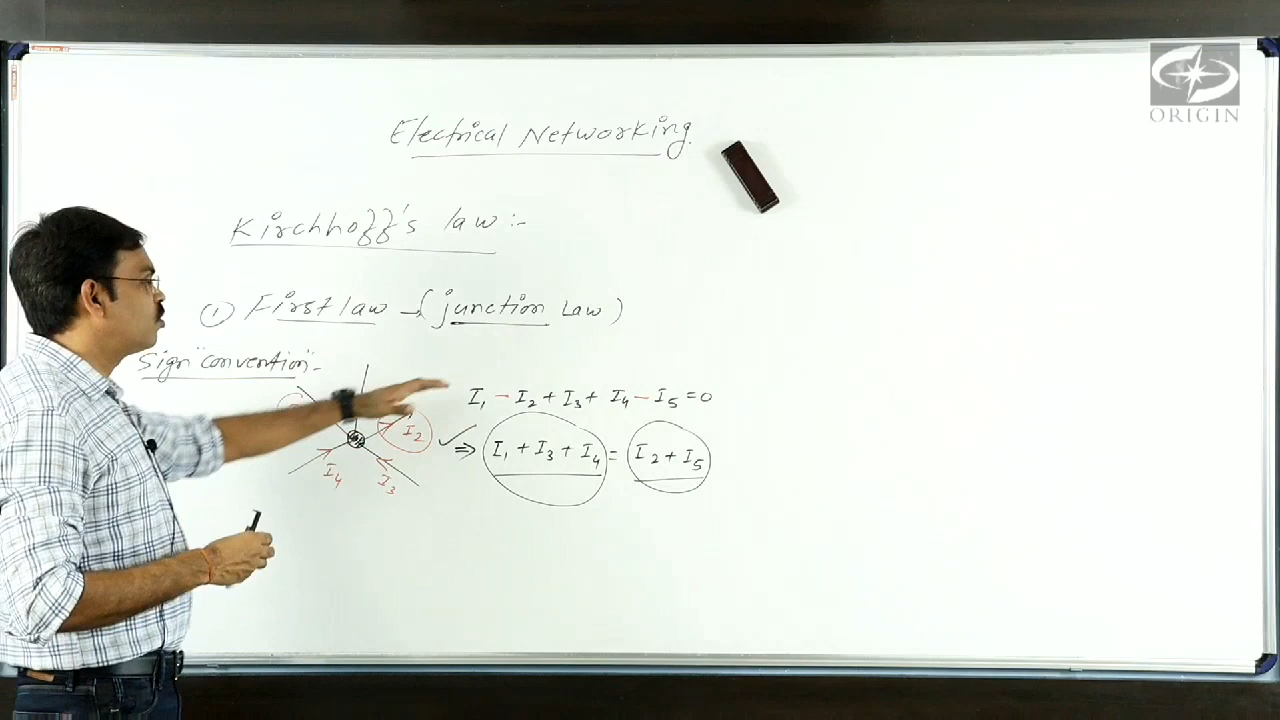 ORIGIN
Electrical Networking.
Kirchhoff's law :-
① First law → (junction Law)
Sign "convention" -
I₁ - I₂ + I₃ + I₄ - I₅ = 0
⇒ I₁ + I₃ + I₄ = I₂ + I₅
I₂
I₄
I₃